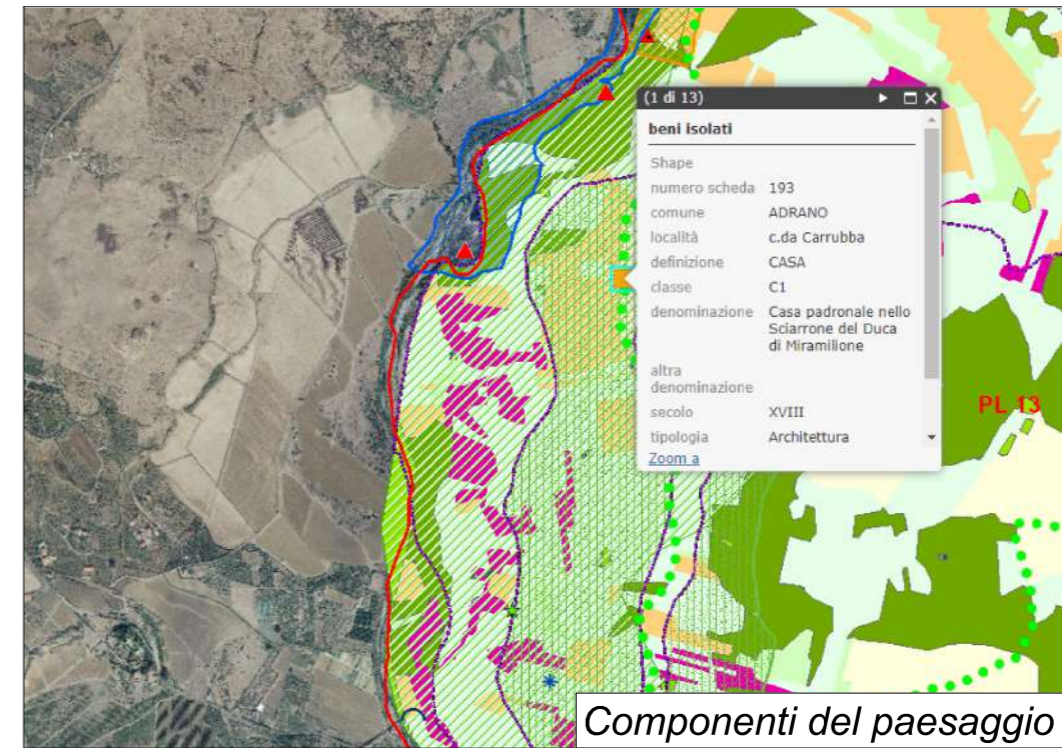 (1 di 13)
beni isolati
Shape
numero scheda 193
comune ADRANO
località c.da Carrubba
definizione CASA
classe C1
denominazione Casa padronale nello
Sciarrone del Duca
di Miramilione
altra
denominazione
secolo XVIII
tipologia Architettura
Zoom a
PL 13
Componenti del paesaggio